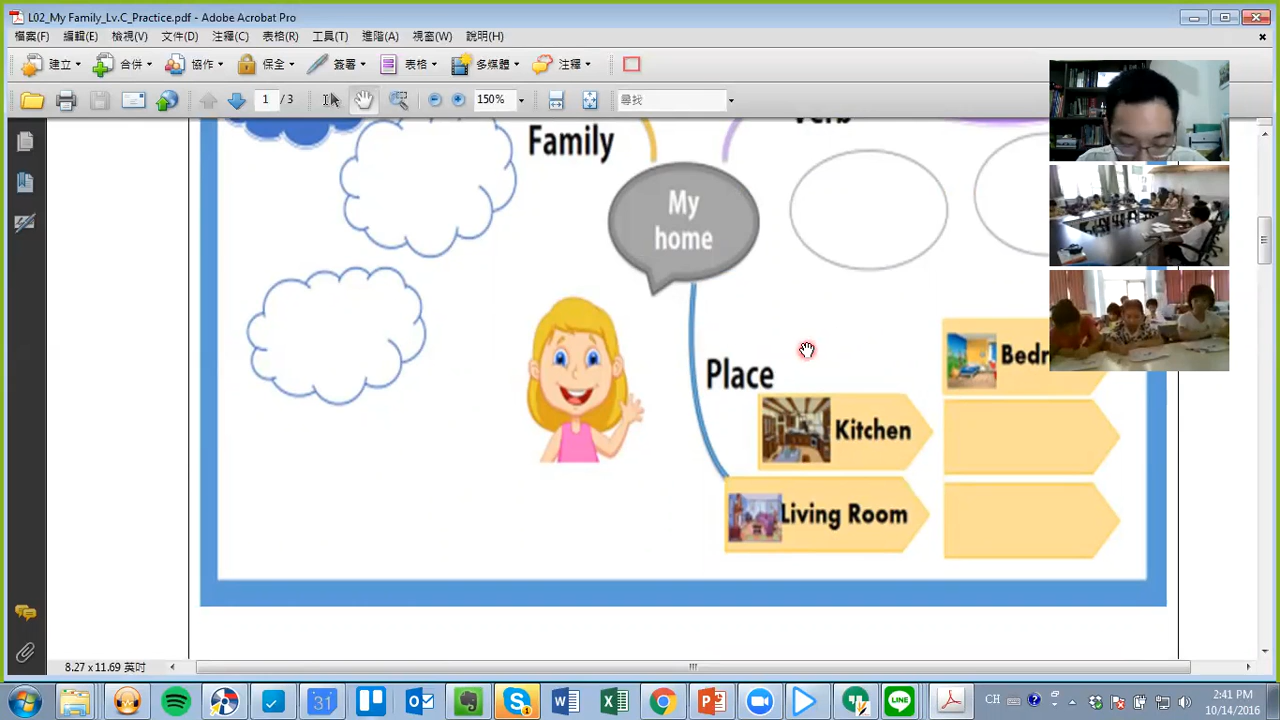 L02_My Family_Lv.C_Practice.pdf - Adobe Acrobat Pro
檔案(F) 編輯(E) 檢視(V) 文件(D) 注釋(C) 表格(R) 工具(T) 進階(A) 視窗(W) 說明(H)
建立 合併 協作 保全 簽署 表格 多媒體 注釋
1 / 3 150% 尋找
Family
Verb
My
home
Bedr
Place
Kitchen
Living Room
8.27 x 11.69 英吋
31
CH
2:41 PM
10/14/2016